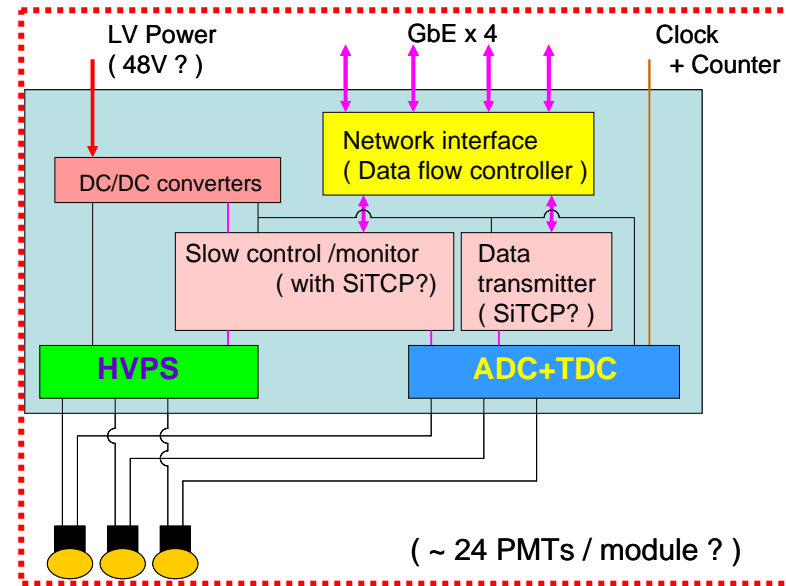 LV Power
( 48V ? )
GbE x 4
Clock
+ Counter
Network interface
( Data flow controller )
DC/DC converters
Slow control /monitor
( with SiTCP?)
Data
transmitter
( SiTCP? )
HVPS
ADC+TDC
( ~ 24 PMTs / module ? )